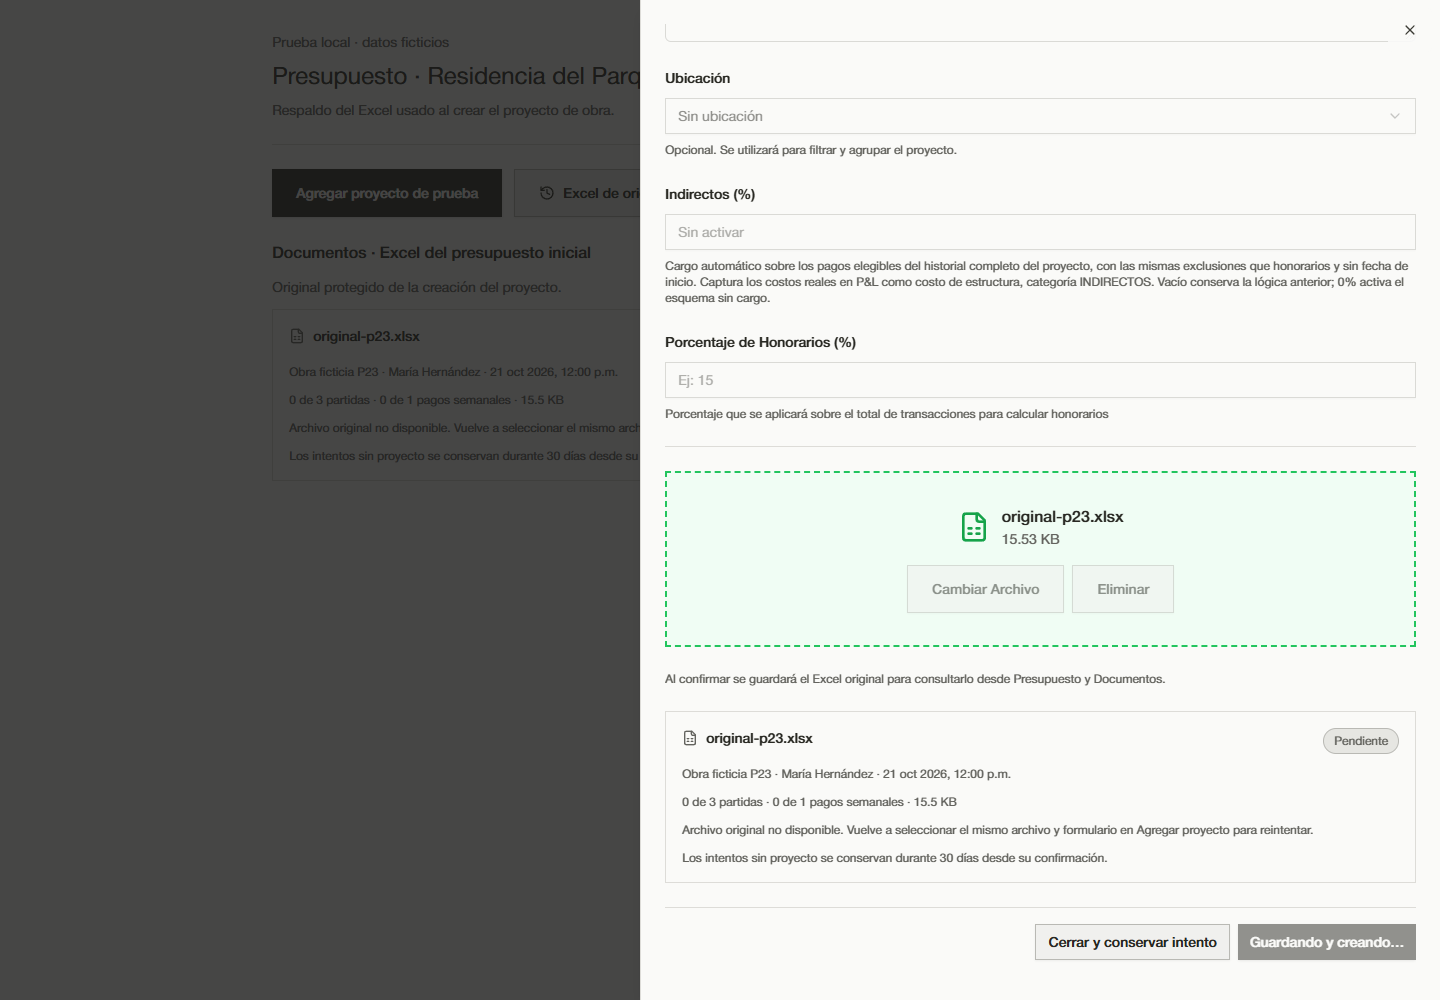 Prueba local · datos ficticios
Presupuesto · Residencia del Parq
Respaldo del Excel usado al crear el proyecto de obra.
Agregar proyecto de prueba
Excel de ori
Documentos · Excel del presupuesto inicial
Original protegido de la creación del proyecto.
original-p23.xlsx
Obra ficticia P23 · María Hernández · 21 oct 2026, 12:00 p.m.
0 de 3 partidas · 0 de 1 pagos semanales · 15.5 KB
Archivo original no disponible. Vuelve a seleccionar el mismo arch
Los intentos sin proyecto se conservan durante 30 días desde su
Ubicación
Sin ubicación
Opcional. Se utilizará para filtrar y agrupar el proyecto.
Indirectos (%)
Sin activar
Cargo automático sobre los pagos elegibles del historial completo del proyecto, con las mismas exclusiones que honorarios y sin fecha de
inicio. Captura los costos reales en P&L como costo de estructura, categoría INDIRECTOS. Vacío conserva la lógica anterior; 0% activa el
esquema sin cargo.
Porcentaje de Honorarios (%)
Ej: 15
Porcentaje que se aplicará sobre el total de transacciones para calcular honorarios
original-p23.xlsx
15.53 KB
Cambiar Archivo
Eliminar
Al confirmar se guardará el Excel original para consultarlo desde Presupuesto y Documentos.
original-p23.xlsx
Pendiente
Obra ficticia P23 · María Hernández · 21 oct 2026, 12:00 p.m.
0 de 3 partidas · 0 de 1 pagos semanales · 15.5 KB
Archivo original no disponible. Vuelve a seleccionar el mismo archivo y formulario en Agregar proyecto para reintentar.
Los intentos sin proyecto se conservan durante 30 días desde su confirmación.
Cerrar y conservar intento
Guardando y creando...